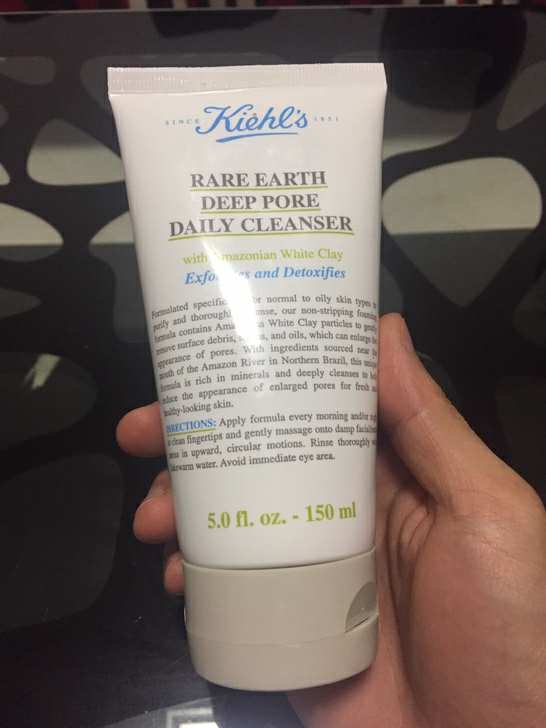 SINCE Kiehl's 1851
RARE EARTH
DEEP PORE
DAILY CLEANSER
with Amazonian White Clay
Exfoliates and Detoxifies
Formulated for normal to oily skin types to
purify and cleanse, our non-stripping foaming
formula contains Amazonian White Clay particles to gently
remove surface debris, and oils, which can enlarge the
appearance of pores. With ingredients sourced near the
mouth of the Amazon River in Northern Brazil, this unique
formula is rich in minerals and deeply cleanses to help
reduce the appearance of enlarged pores for fresh and
healthy-looking skin.
DIRECTIONS: Apply formula every morning and/or
to clean fingertips and gently massage onto damp facial
in upward, circular motions. Rinse thoroughly
lukewarm water. Avoid immediate eye area.
5.0 fl. oz. - 150 ml